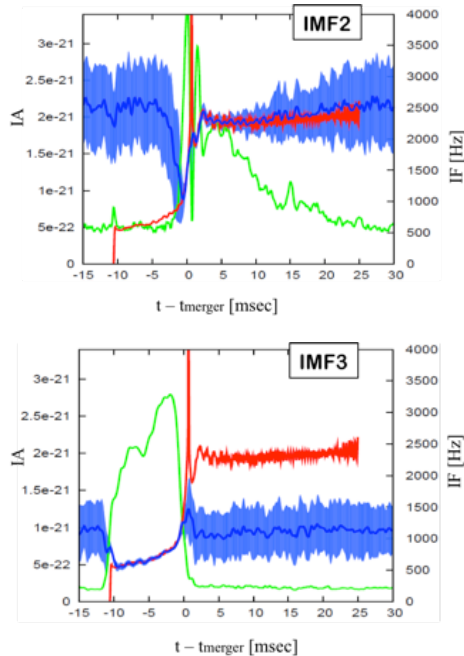 IMF2
4000
3e-21
3500
2.5e-21
3000
2e-21
2500
IA
2000
IF [Hz]
1.5e-21
1500
1e-21
1000
5e-22
500
0
0
-15 -10 -5 0 5 10 15 20 25 30
t − tmerger [msec]
IMF3
4000
3e-21
3500
2.5e-21
3000
2e-21
2500
IA
2000
IF [Hz]
1.5e-21
1500
1e-21
1000
5e-22
500
0
0
-15 -10 -5 0 5 10 15 20 25 30
t − tmerger [msec]